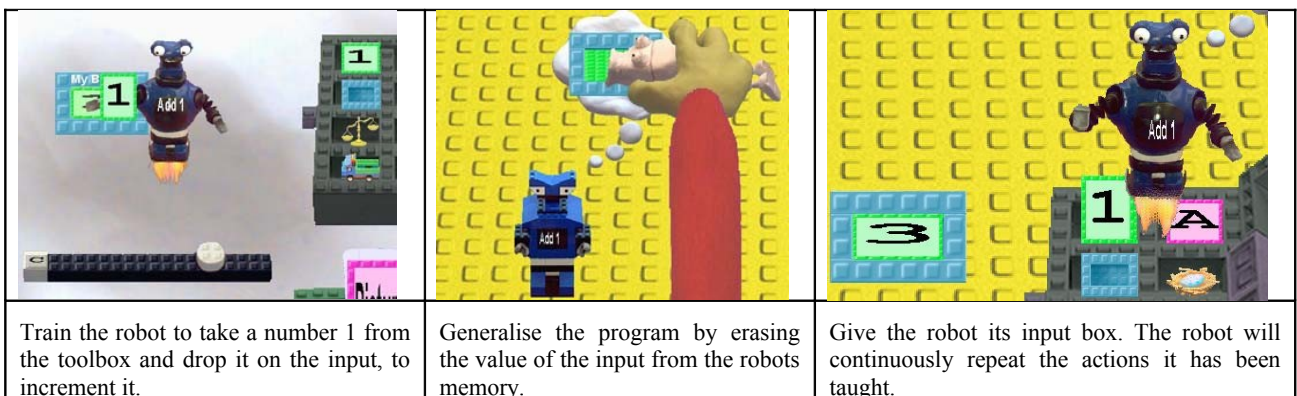 My B
1
Add 1
1
C
Add 1
Add 1
3
1
A
Train the robot to take a number 1 from
the toolbox and drop it on the input, to
increment it.
Generalise the program by erasing
the value of the input from the robots
memory.
Give the robot its input box. The robot will
continuously repeat the actions it has been
taught.